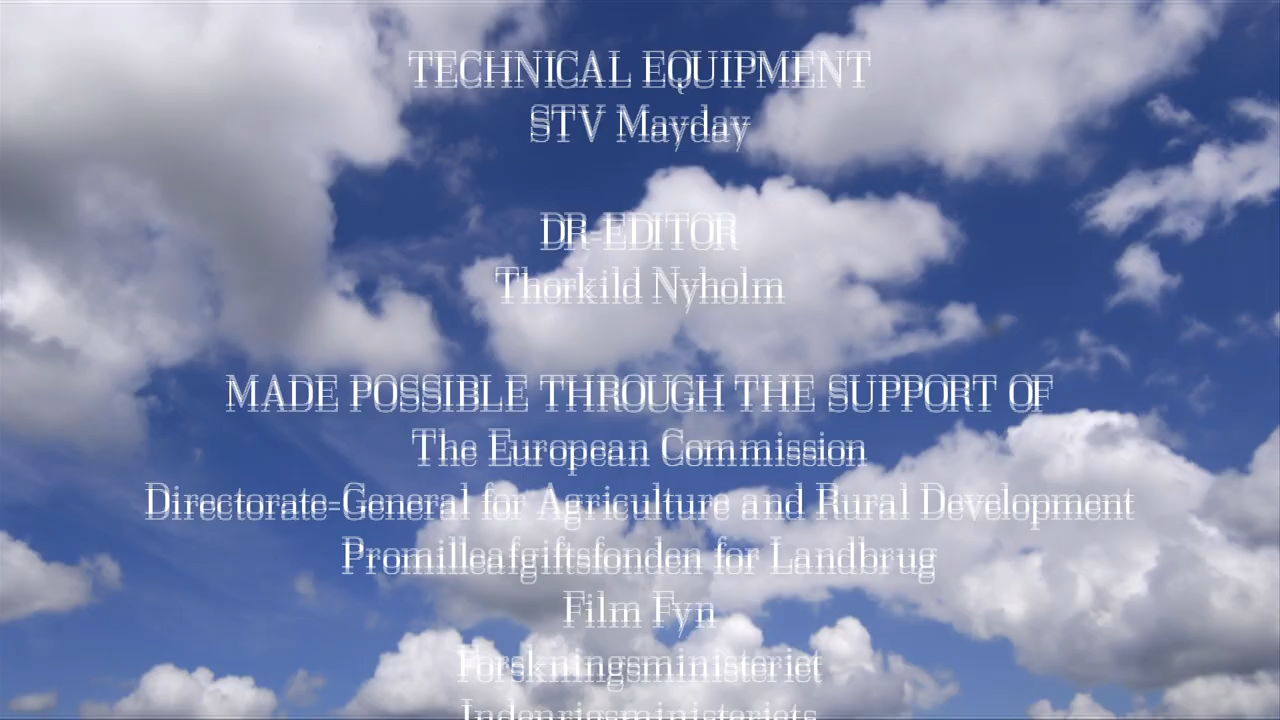 TECHNICAL EQUIPMENT
STV Mayday
DR-EDITOR
Thorkild Nyholm
MADE POSSIBLE THROUGH THE SUPPORT OF
The European Commission
Directorate-General for Agriculture and Rural Development
Promilleafgiftsfonden for Landbrug
Film Fyn
Forskningsministeriet
Indenrigsministeriets